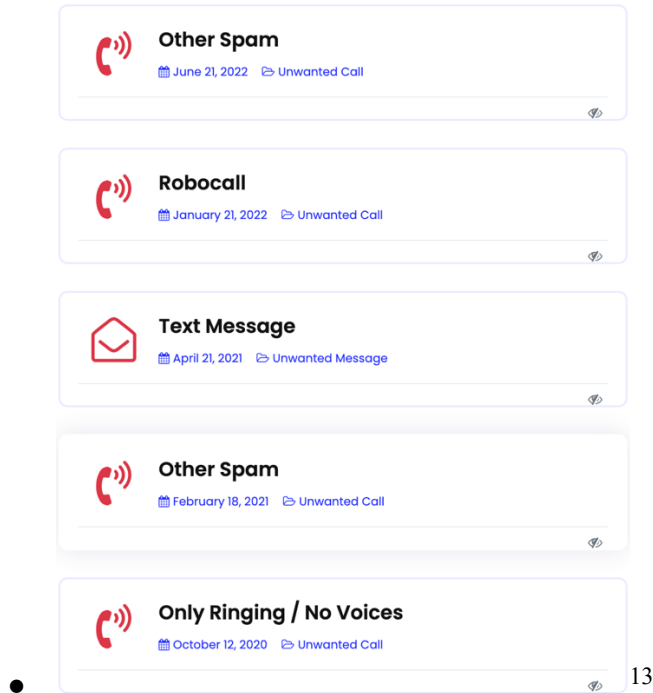 Other Spam
June 21, 2022 Unwanted Call
Robocall
January 21, 2022 Unwanted Call
Text Message
April 21, 2021 Unwanted Message
Other Spam
February 18, 2021 Unwanted Call
Only Ringing / No Voices
October 12, 2020 Unwanted Call
13